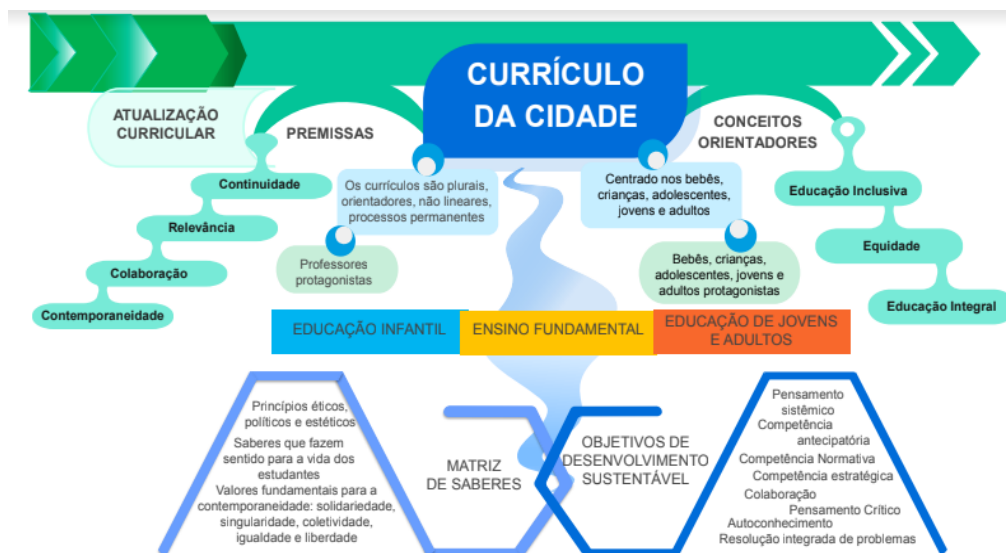 CURRÍCULO
DA CIDADE
ATUALIZAÇÃO
CURRICULAR
PREMISSAS
Continuidade
Relevância
Colaboração
Contemporaneidade
Os currículos são plurais,
orientadores, não lineares,
processos permanentes
Professores
protagonistas
CONCEITOS
ORIENTADORES
Centrado nos bebês,
crianças, adolescentes,
jovens e adultos
Bebês, crianças,
adolescentes, jovens e
adultos protagonistas
Educação Inclusiva
Equidade
Educação Integral
EDUCAÇÃO INFANTIL
ENSINO FUNDAMENTAL
EDUCAÇÃO DE JOVENS
E ADULTOS
Princípios éticos,
políticos e estéticos
Saberes que fazem
sentido para a vida dos
estudantes
Valores fundamentais para a
contemporaneidade: solidariedade,
singularidade, coletividade,
igualdade e liberdade
MATRIZ
DE SABERES
OBJETIVOS DE
DESENVOLVIMENTO
SUSTENTÁVEL
Pensamento
sistêmico
Competência
antecipatória
Competência Normativa
Competência estratégica
Colaboração
Pensamento Crítico
Autoconhecimento
Resolução integrada de problemas